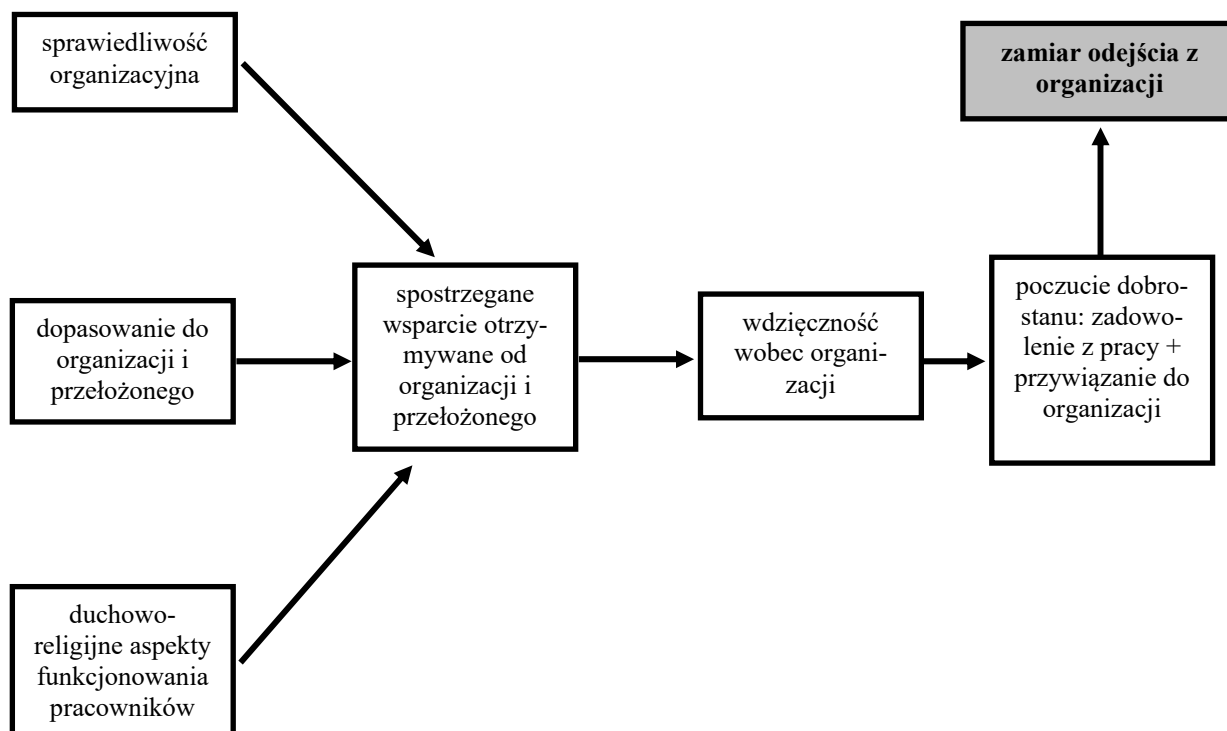 sprawiedliwość
organizacyjna
zamiar odejścia z
organizacji
dopasowanie do
organizacji i
przełożonego
spostrzegane
wsparcie otrzy-
mywane od
organizacji i
przełożonego
wdzięczność
wobec organi-
zacji
poczucie dobro-
stanu: zadowo-
lenie z pracy +
przywiązanie do
organizacji
duchowo-
religijne aspekty
funkcjonowania
pracowników